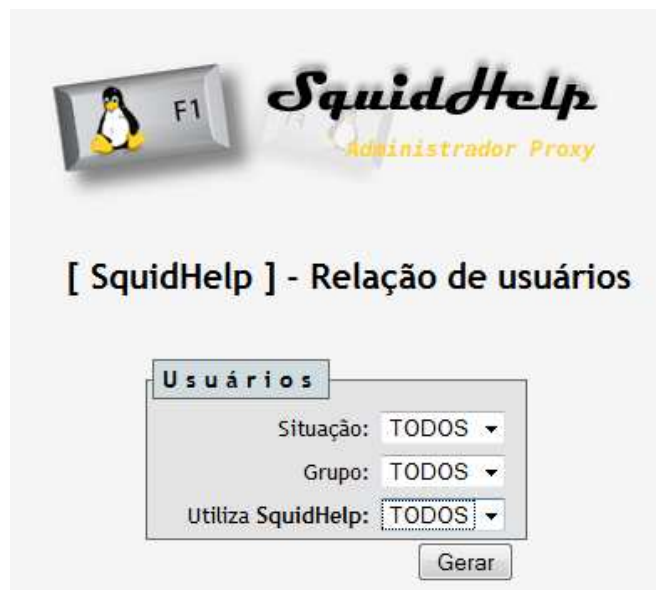 F1
SquidHelp
Administrador Proxy
[ SquidHelp ] - Relação de usuários
Usuários
Situação: TODOS
Grupo: TODOS
Utiliza SquidHelp: TODOS
Gerar